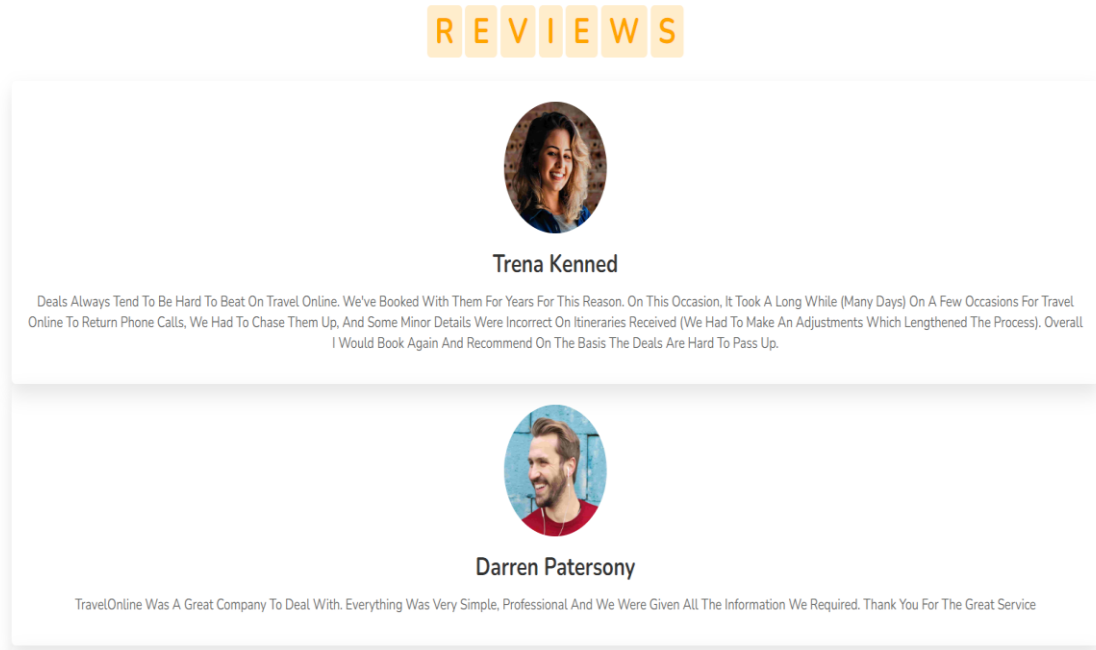 REVIEWS
Trena Kenned
Deals Always Tend To Be Hard To Beat On Travel Online. We've Booked With Them For Years For This Reason. On This Occasion, It Took A Long While (Many Days) On A Few Occasions For Travel
Online To Return Phone Calls, We Had To Chase Them Up, And Some Minor Details Were Incorrect On Itineraries Received (We Had To Make An Adjustments Which Lengthened The Process). Overall
I Would Book Again And Recommend On The Basis The Deals Are Hard To Pass Up.
Darren Patersony
TravelOnline Was A Great Company To Deal With. Everything Was Very Simple, Professional And We Were Given All The Information We Required. Thank You For The Great Service